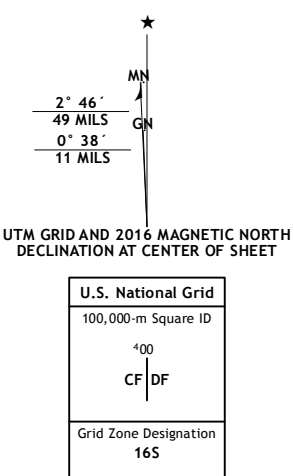 ★
MN
GN
2° 46´
49 MILS
0° 38´
11 MILS
UTM GRID AND 2016 MAGNETIC NORTH
DECLINATION AT CENTER OF SHEET
U.S. National Grid
100,000-m Square ID
⁴00
CF DF
Grid Zone Designation
16S